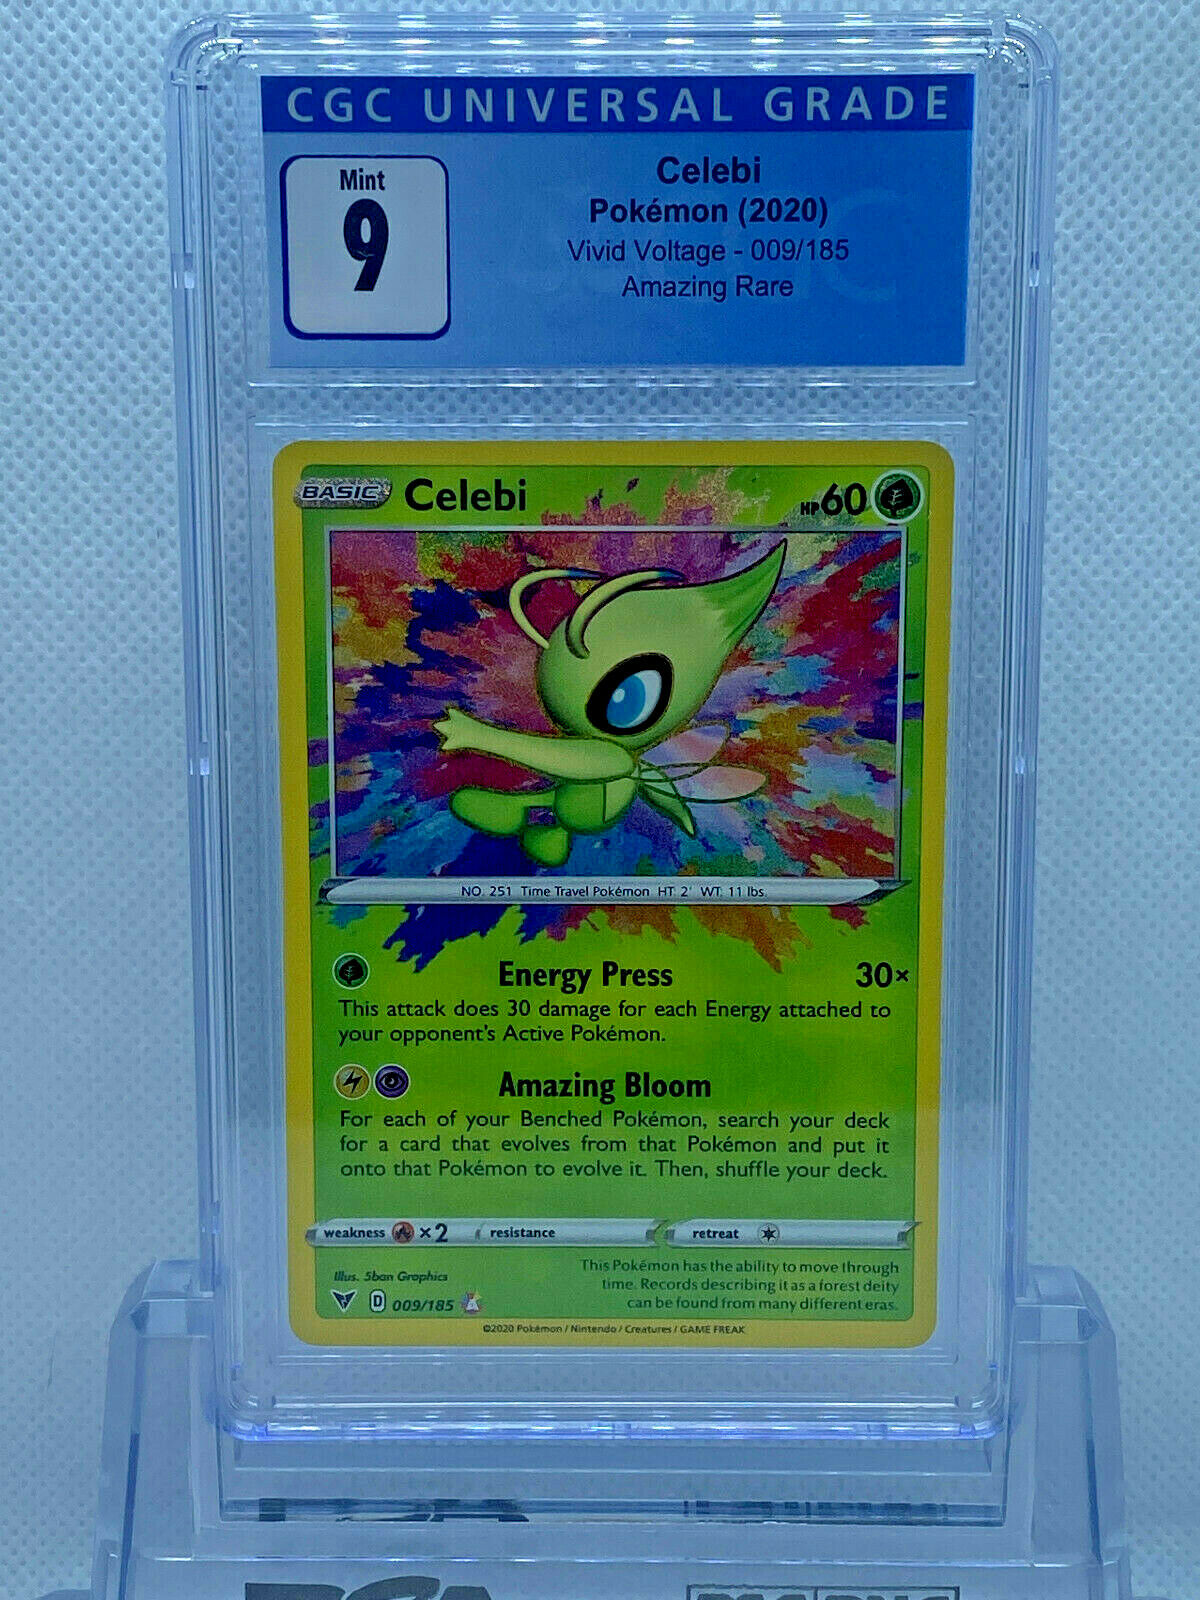 CGC UNIVERSAL GRADE
Mint
9
Celebi
Pokémon (2020)
Vivid Voltage - 009/185
Amazing Rare
BASIC Celebi HP 60
NO. 251 Time Travel Pokémon HT: 2' WT: 11 lbs.
Energy Press 30×
This attack does 30 damage for each Energy attached to
your opponent's Active Pokémon.
Amazing Bloom
For each of your Benched Pokémon, search your deck
for a card that evolves from that Pokémon and put it
onto that Pokémon to evolve it. Then, shuffle your deck.
weakness ×2 resistance retreat
Illus. 5ban Graphics
This Pokémon has the ability to move through
time. Records describing it as a forest deity
can be found from many different eras.
D 009/185 A
©2020 Pokémon / Nintendo / Creatures / GAME FREAK